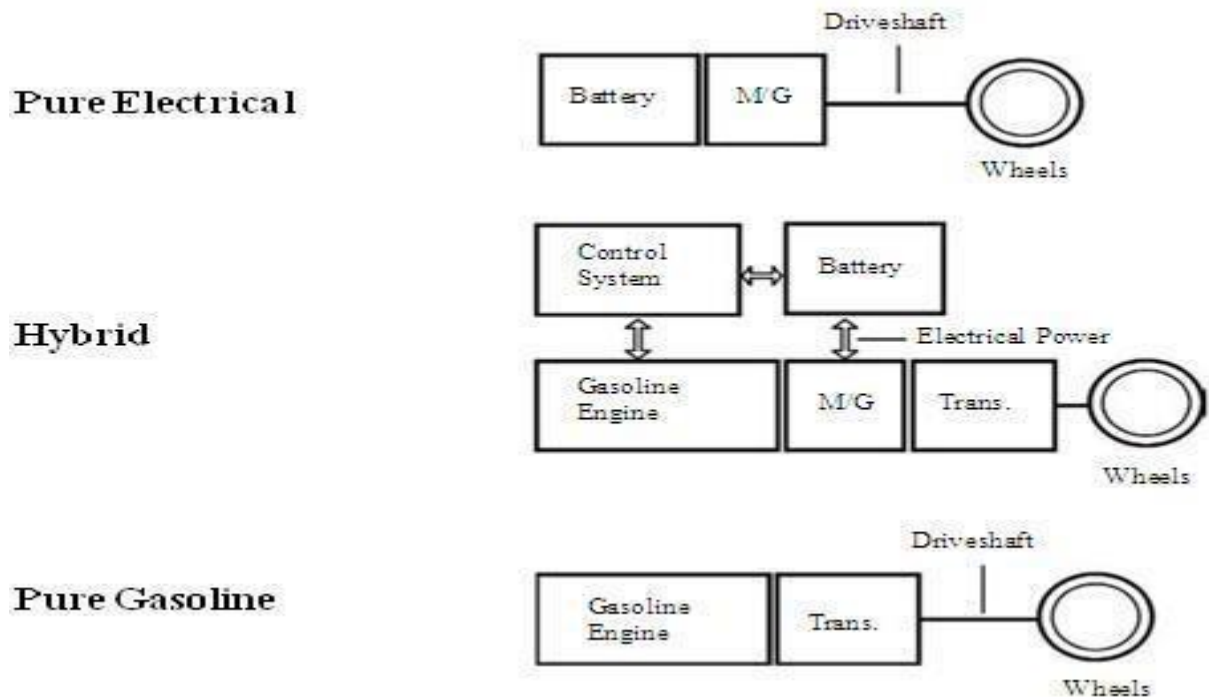 Driveshaft
Pure Electrical
Battery
M/G
Wheels
Control
System
Battery
Hybrid
Electrical Power
Gasoline
Engine
M/G
Trans.
Wheels
Driveshaft
Pure Gasoline
Gasoline
Engine
Trans.
Wheels